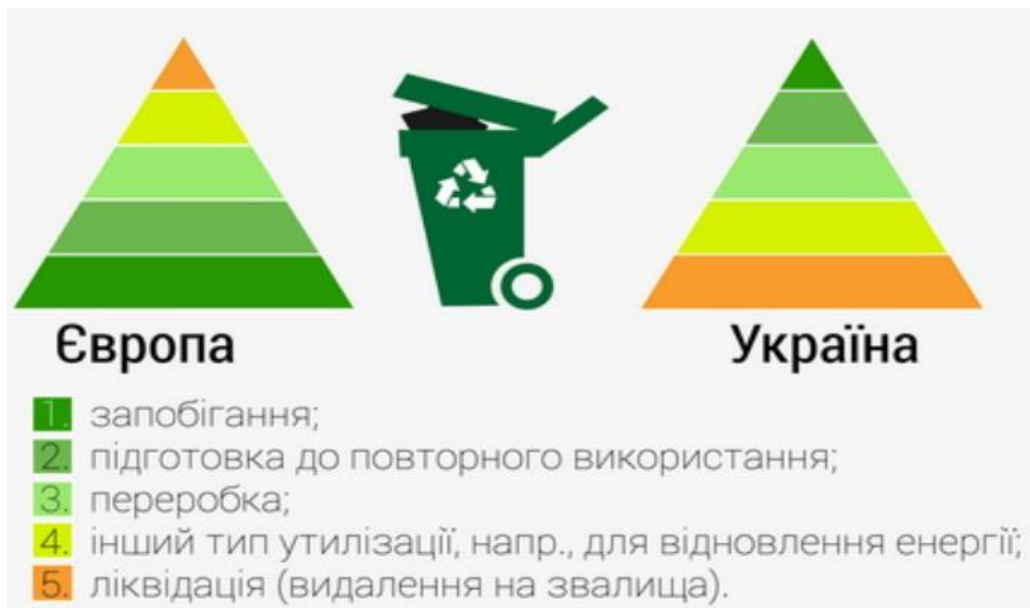 Європа
Україна
1. запобігання;
2. підготовка до повторного використання;
3. переробка;
4. інший тип утилізації, напр., для відновлення енергії;
5. ліквідація (видалення на звалища).